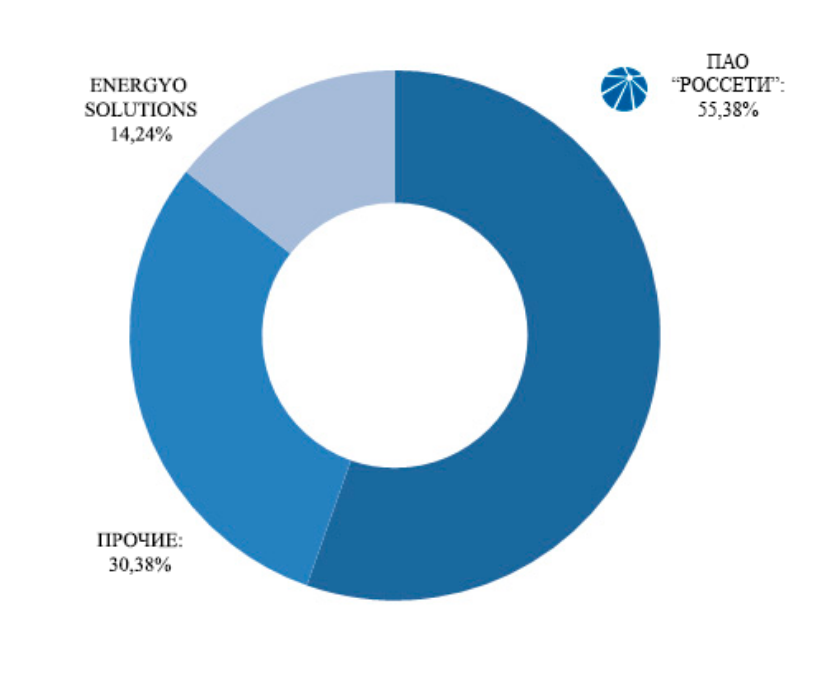 ENERGYO
SOLUTIONS
14,24%
ПАО
“РОССЕТИ”:
55,38%
ПРОЧИЕ:
30,38%